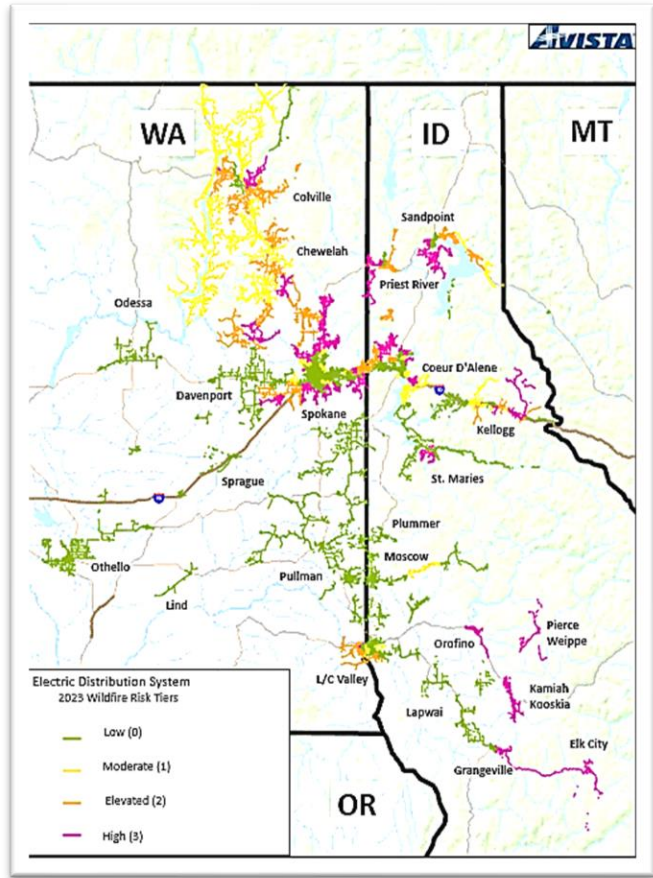 AVISTA
WA
ID
MT
Colville
Sandpoint
Chewelah
Priest River
Odessa
Coeur D'Alene
Davenport
Spokane
Kellogg
Sprague
St. Maries
Plummer
Moscow
Othello
Pullman
Lind
Pierce
Weippe
Orofino
L/C Valley
Kamiah
Kooskia
Lapwai
Elk City
Grangeville
OR
Electric Distribution System
2023 Wildfire Risk Tiers
Low (0)
Moderate (1)
Elevated (2)
High (3)